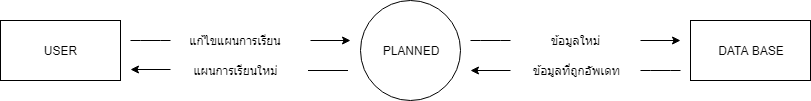 USER
แก้ไขแผนการเรียน
แผนการเรียนใหม่
PLANNED
ข้อมูลใหม่
ข้อมูลที่ถูกอัพเดท
DATA BASE